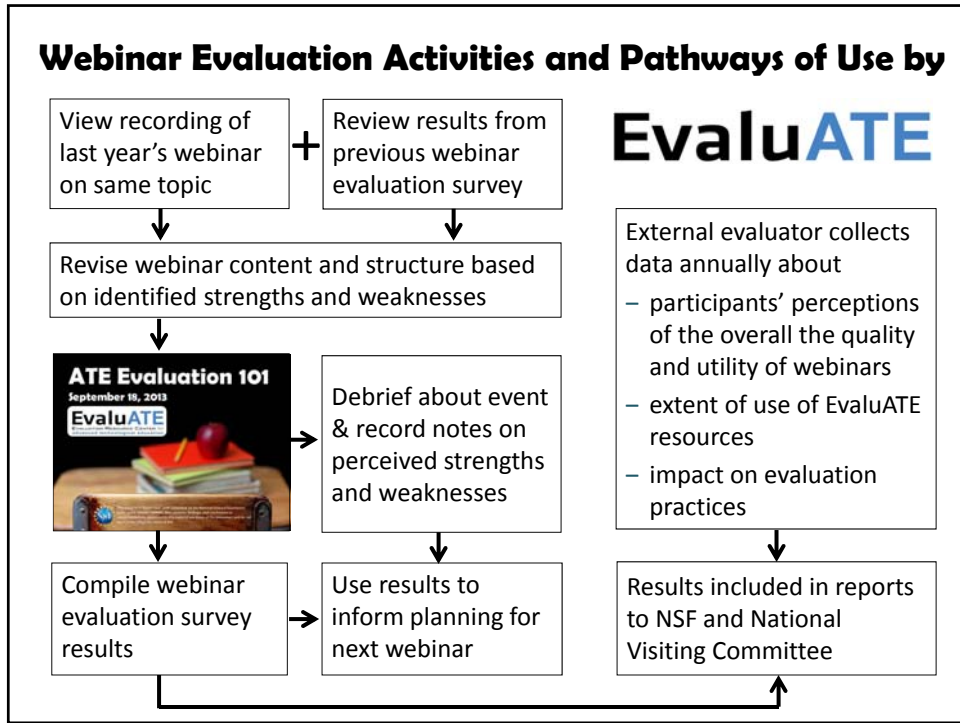 Webinar Evaluation Activities and Pathways of Use by
EvaluATE
View recording of
last year's webinar
on same topic
+
Review results from
previous webinar
evaluation survey
Revise webinar content and structure based
on identified strengths and weaknesses
ATE Evaluation 101
September 18, 2013
EvaluATE
Debrief about event
& record notes on
perceived strengths
and weaknesses
Compile webinar
evaluation survey
results
Use results to
inform planning for
next webinar
External evaluator collects
data annually about
– participants' perceptions
of the overall the quality
and utility of webinars
– extent of use of EvaluATE
resources
– impact on evaluation
practices
Results included in reports
to NSF and National
Visiting Committee